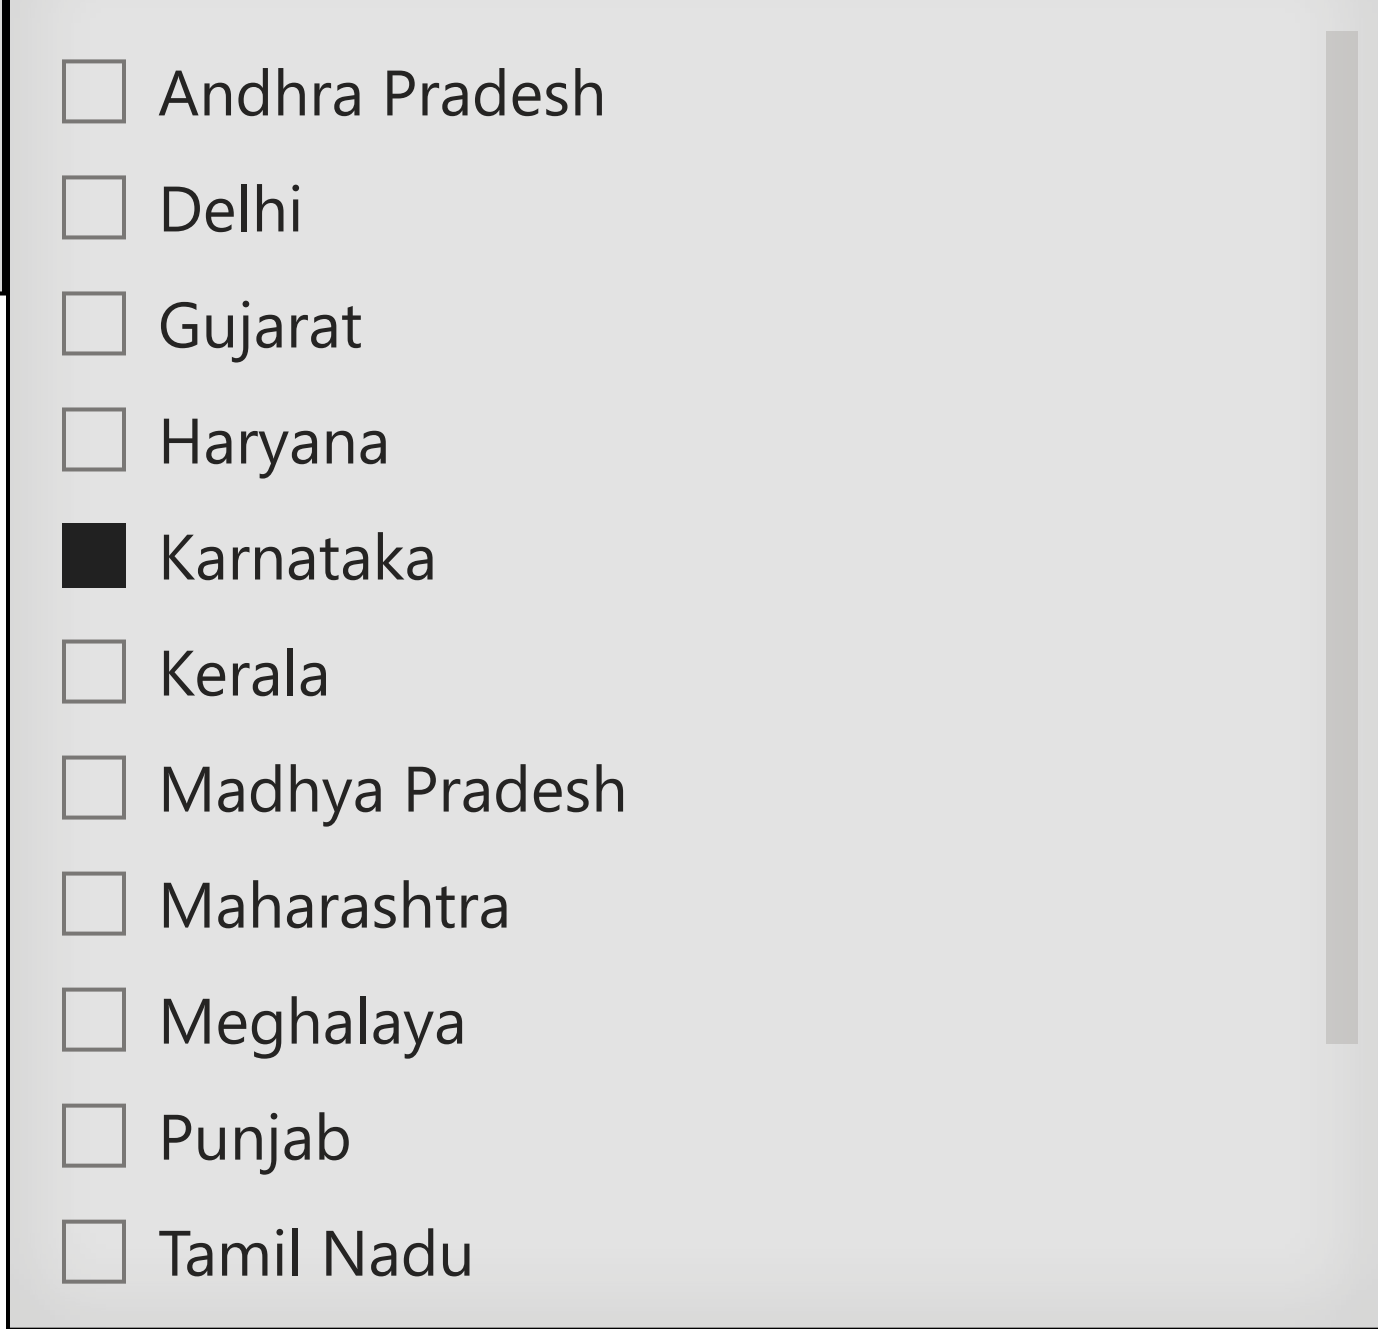 Andhra Pradesh
Delhi
Gujarat
Haryana
Karnataka
Kerala
Madhya Pradesh
Maharashtra
Meghalaya
Punjab
Tamil Nadu